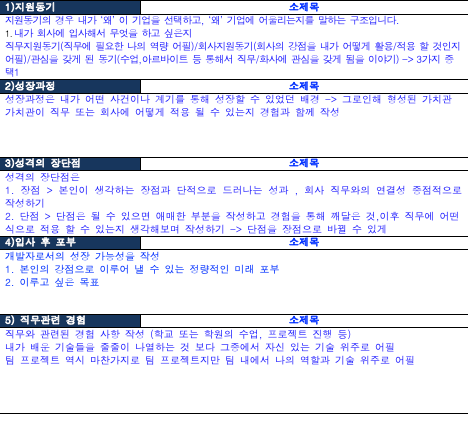 1)지원동기 소제목
지원동기의 경우 내가 '왜' 이 기업을 선택하고, '왜' 기업에 어울리는지를 말하는 구조입니다.
1. 내가 회사에 입사해서 무엇을 하고 싶은지
직무지원동기(직무에 필요한 나의 역량 어필)/회사지원동기(회사의 강점을 내가 어떻게 활용/적용 할 것인지
어필)/관심을 갖게 된 동기(수업,아르바이트 등 통해서 직무/회사에 관심을 갖게 됨을 이야기) -> 3가지 중
택1
2)성장과정 소제목
성장과정은 내가 어떤 사건이나 계기를 통해 성장할 수 있었던 배경 -> 그로인해 형성된 가치관
가치관이 직무 또는 회사에 어떻게 적용 될 수 있는지 경험과 함께 작성
3)성격의 장단점 소제목
성격의 장단점은
1. 장점 > 본인이 생각하는 장점과 단적으로 드러나는 성과 , 회사 직무와의 연결성 중점적으로
작성하기
2. 단점 > 단점은 될 수 있으면 애매한 부분을 작성하고 경험을 통해 깨달은 것,이후 직무에 어떤
식으로 적용 할 수 있는지 생각해보며 작성하기 -> 단점을 장점으로 바뀔 수 있게
4)입사 후 포부 소제목
개발자로서의 성장 가능성을 작성
1. 본인의 강점으로 이루어 낼 수 있는 정량적인 미래 포부
2. 이루고 싶은 목표
5) 직무관련 경험 소제목
직무와 관련된 경험 사항 작성 (학교 또는 학원의 수업, 프로젝트 진행 등)
내가 배운 기술들을 줄줄이 나열하는 것 보다 그중에서 자신 있는 기술 위주로 어필
팀 프로젝트 역시 마찬가지로 팀 프로젝트지만 팀 내에서 나의 역할과 기술 위주로 어필